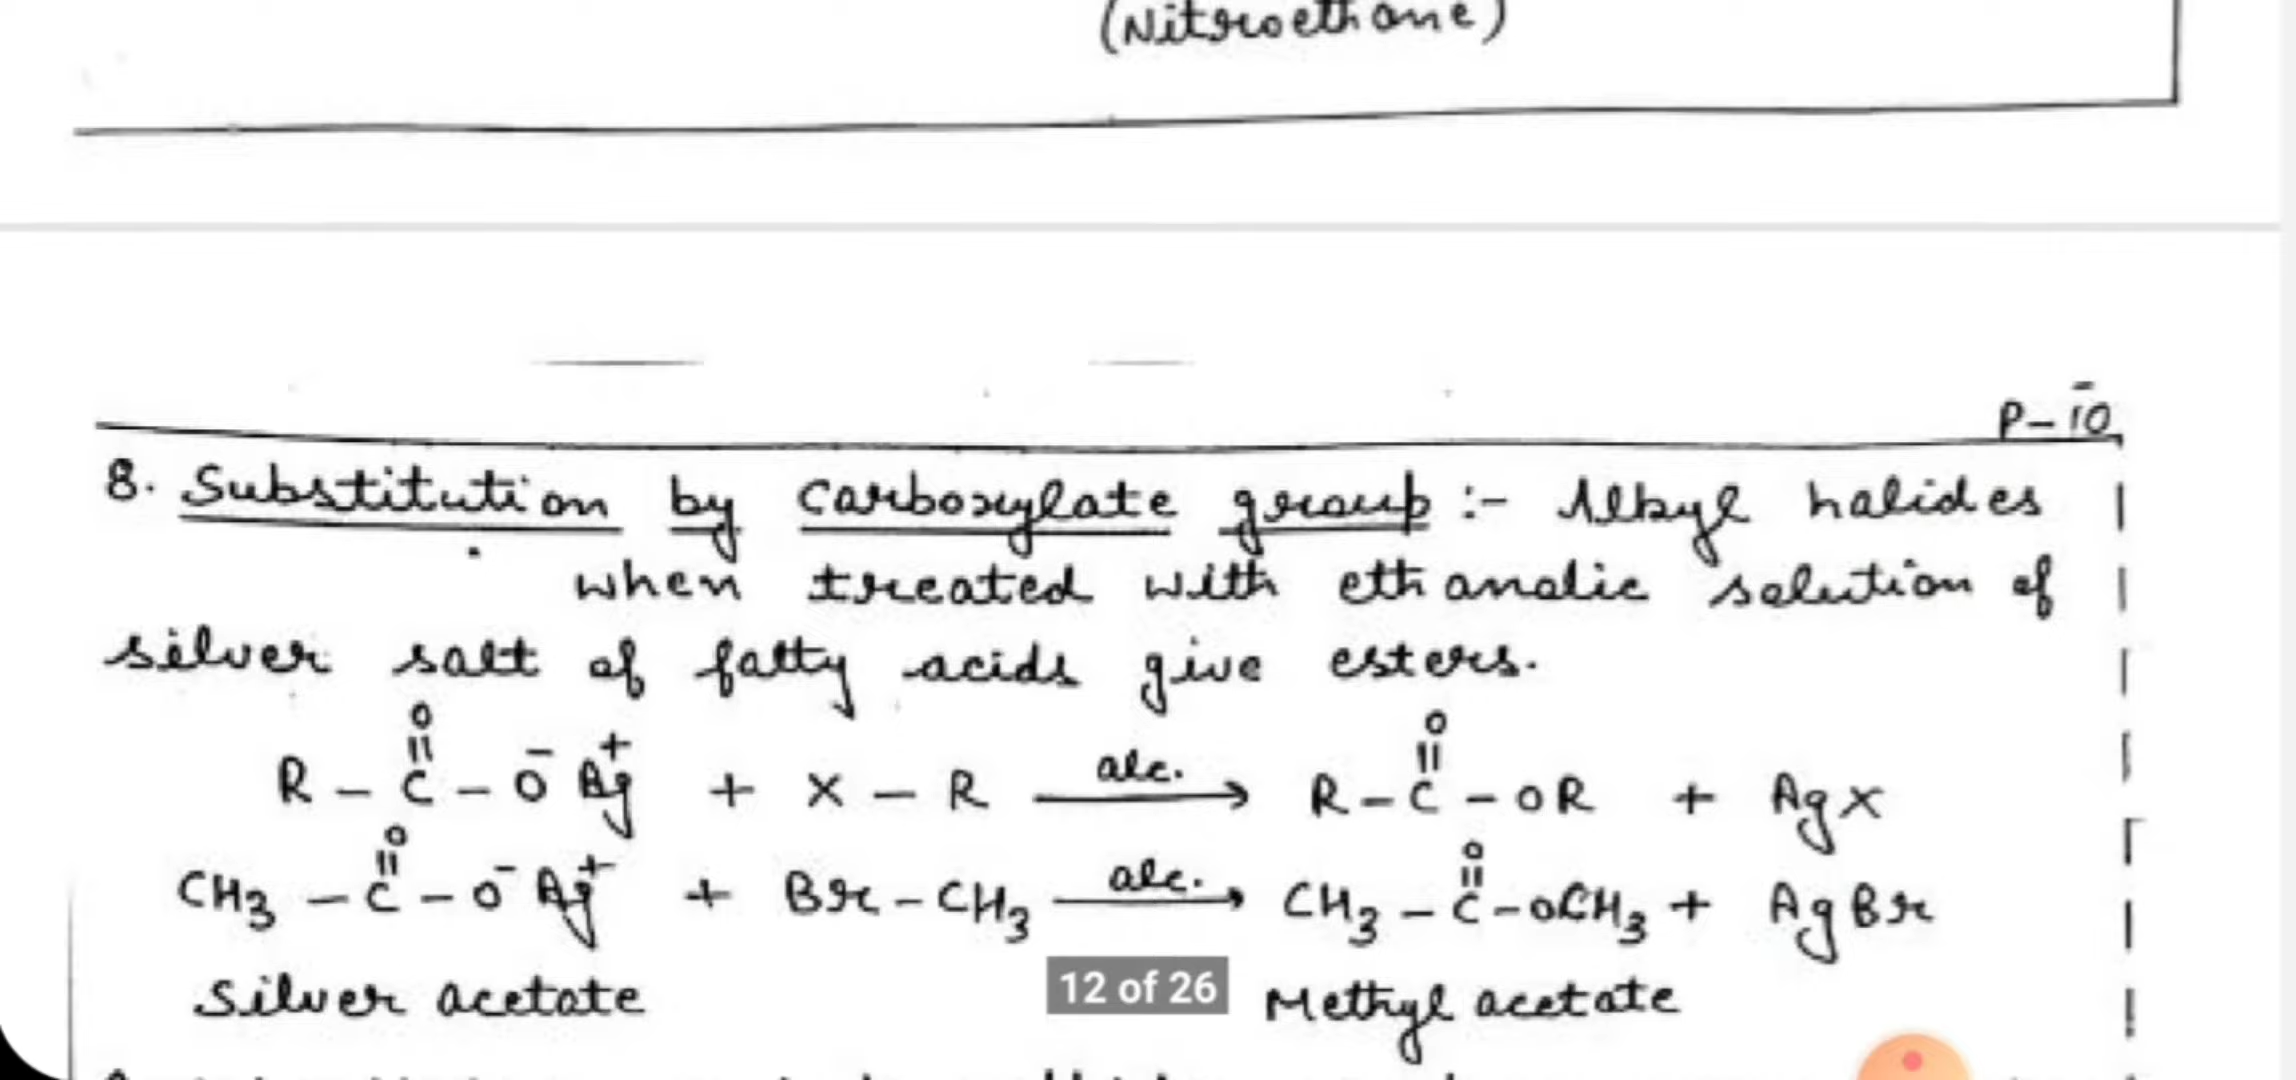 (Nitroethane)
P-10
8. Substitution by carboxylate group :- Alkyl halides
when treated with ethanolic solution of
silver salt of fatty acids give esters.
O O
|| ||
R - C - O⁻ Ag⁺ + X - R alc.→ R - C - OR + AgX
O O
|| ||
CH3 - C - O⁻ Ag⁺ + Br - CH3 alc.→ CH3 - C - OCH3 + AgBr
12 of 26
Silver acetate Methyl acetate